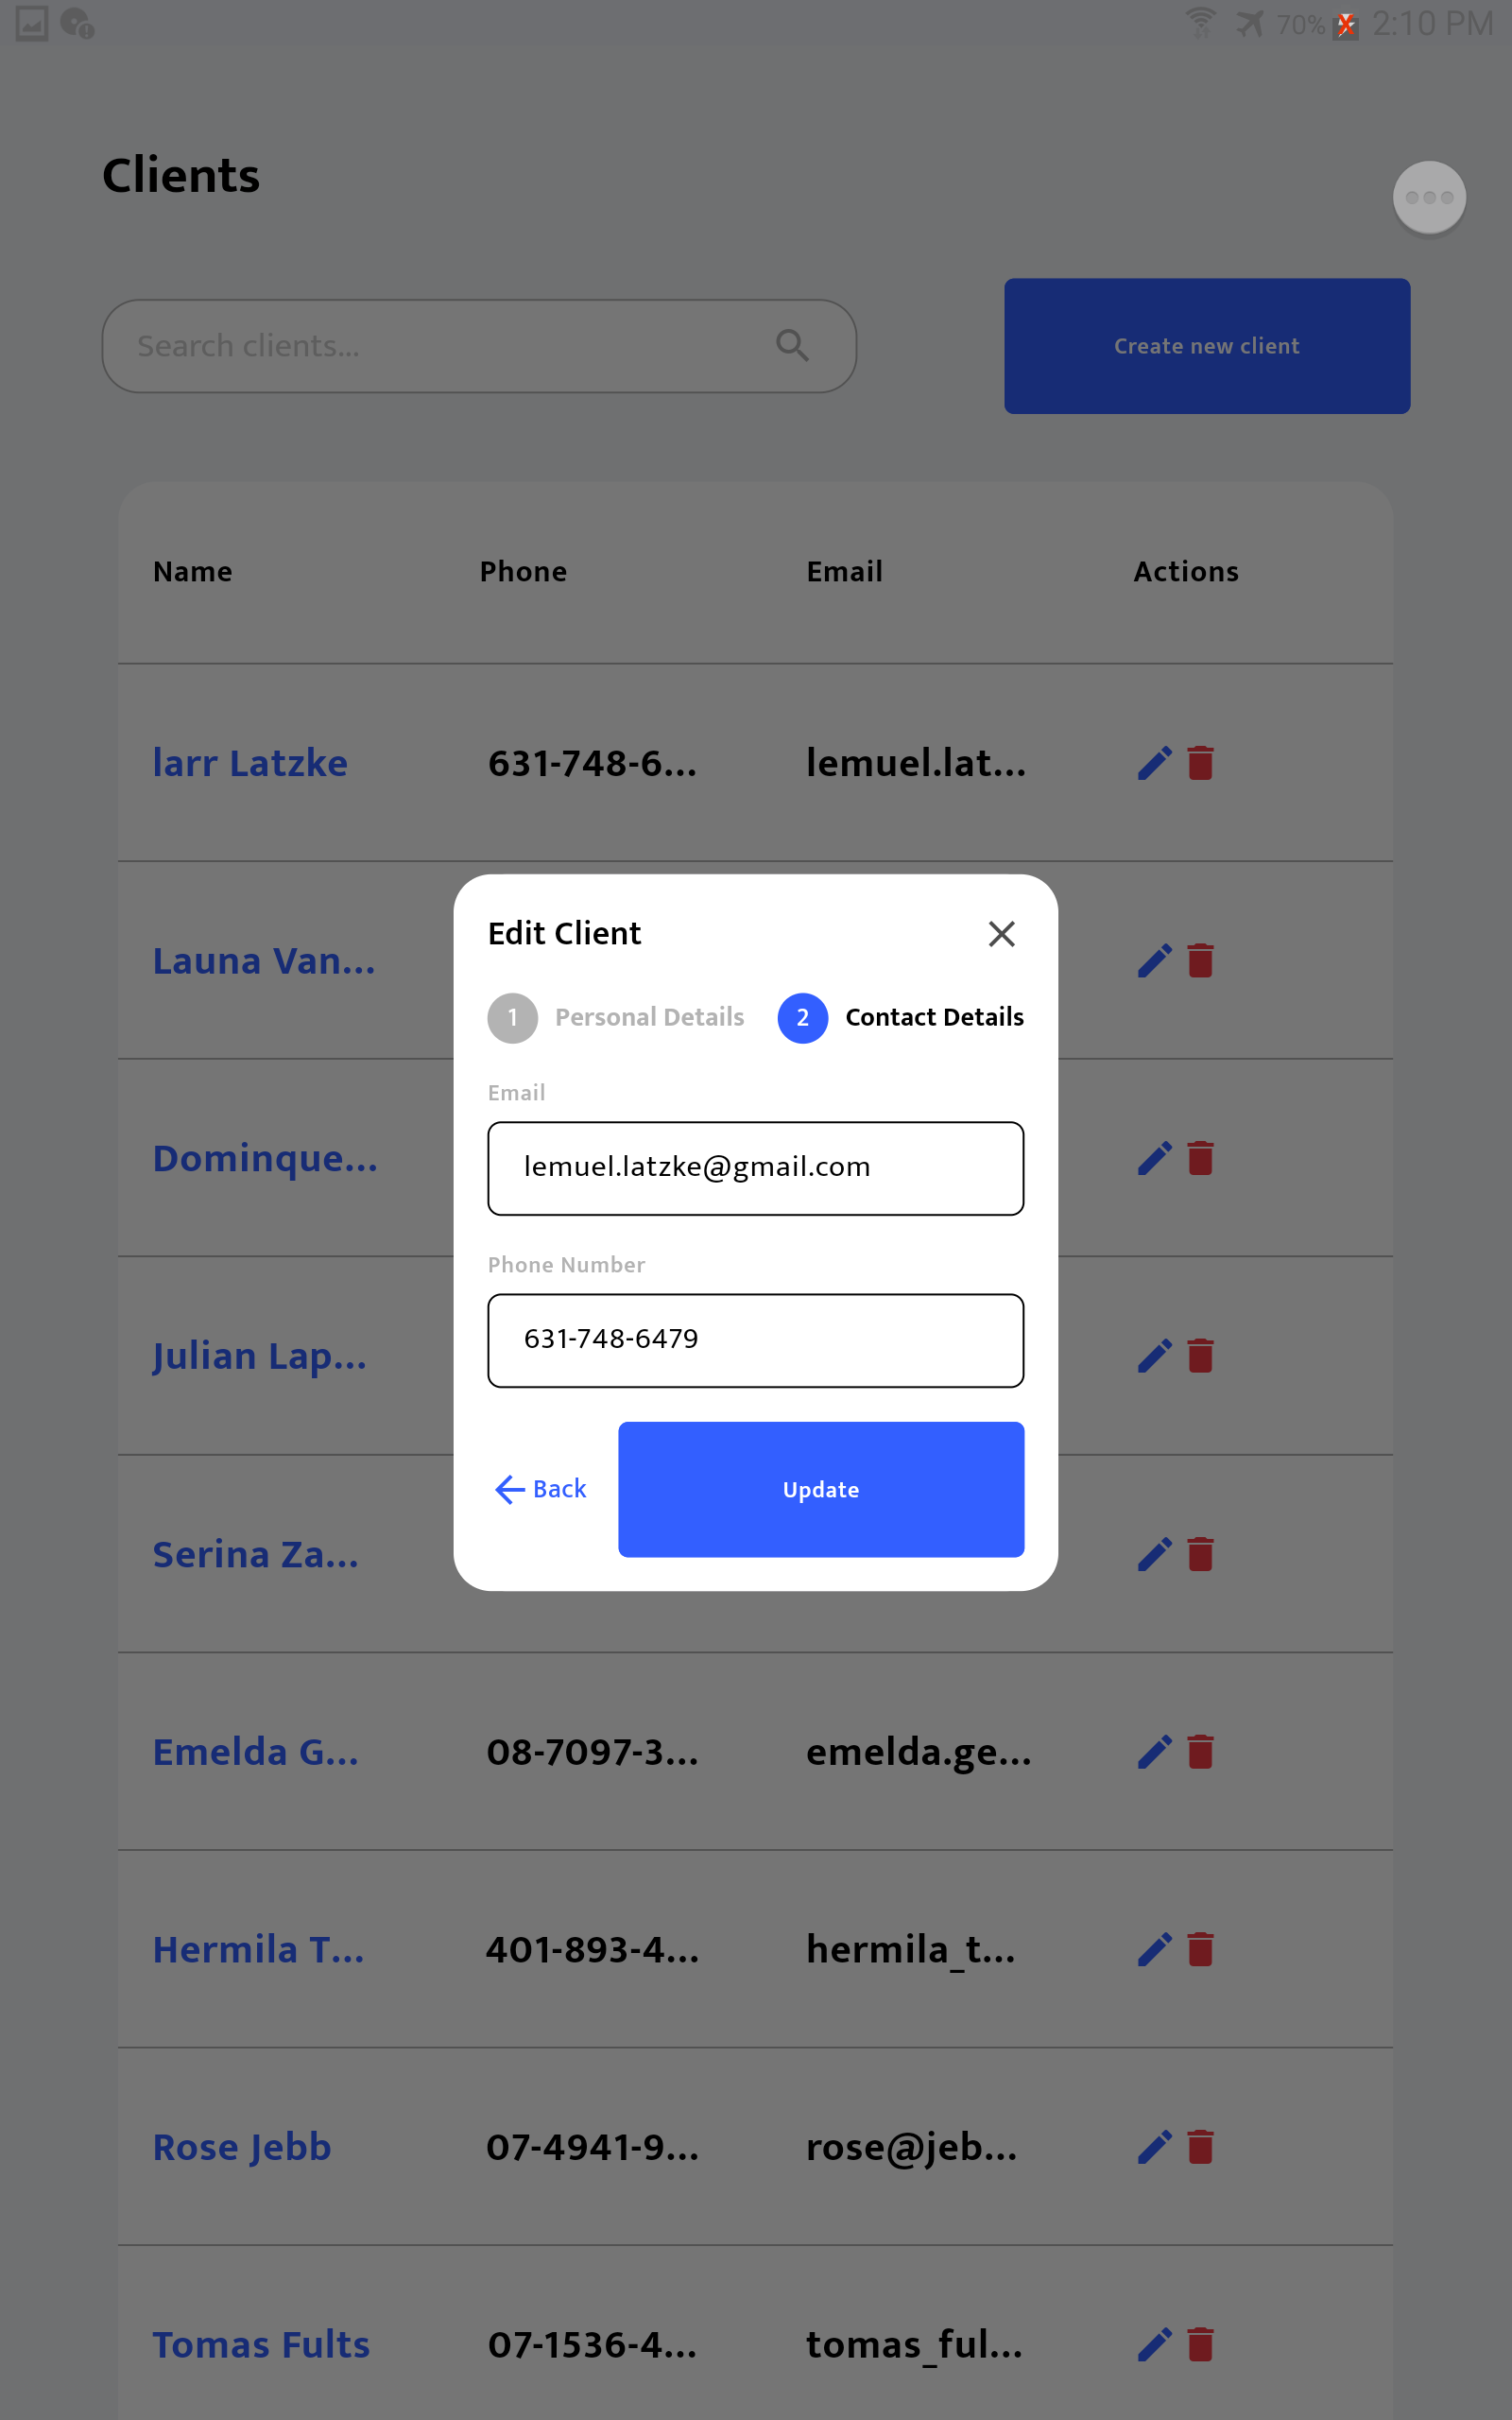 70% 2:10 PM
Clients
Search clients...
Create new client
Name Phone Email Actions
larr Latzke 631-748-6... lemuel.lat...
Launa Van...
Edit Client
1 Personal Details 2 Contact Details
Email
Dominque...
lemuel.latzke@gmail.com
Phone Number
631-748-6479
Julian Lap...
Back Update
Serina Za...
Emelda G... 08-7097-3... emelda.ge...
Hermila T... 401-893-4... hermila_t...
Rose Jebb 07-4941-9... rose@jeb...
Tomas Fults 07-1536-4... tomas_ful...